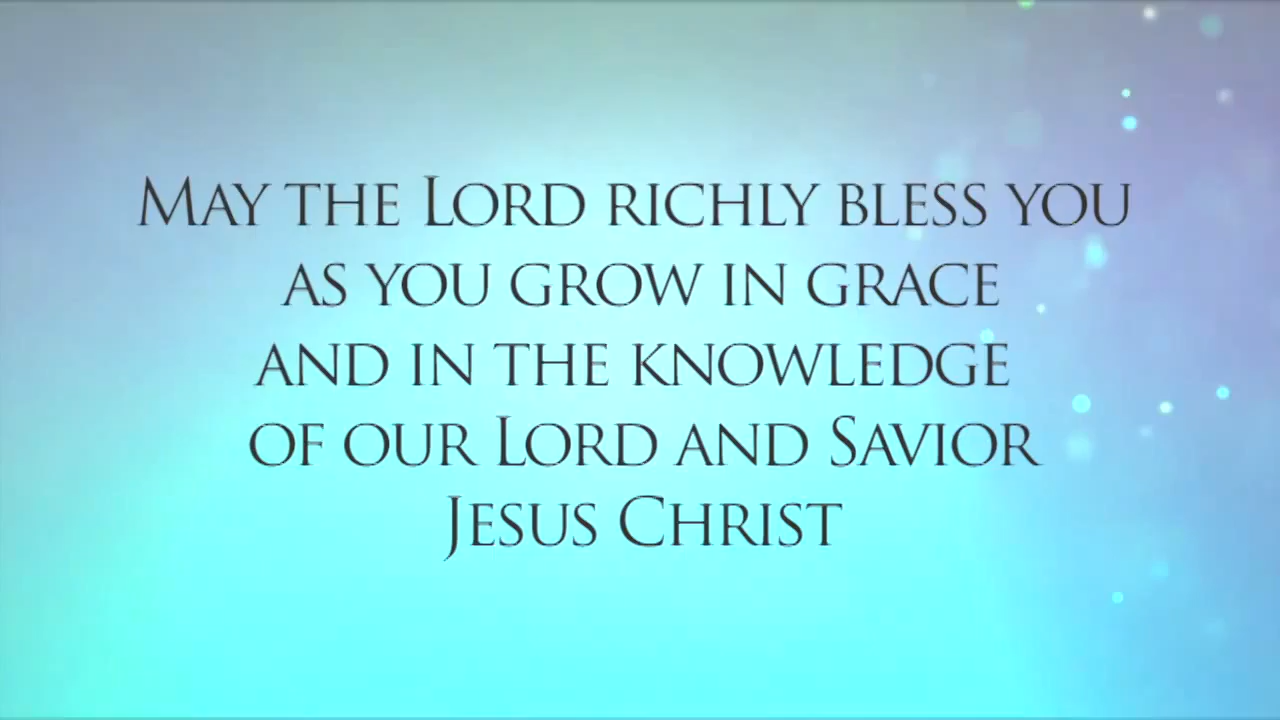 May the Lord richly bless you
as you grow in grace
and in the knowledge
of our Lord and Savior
Jesus Christ